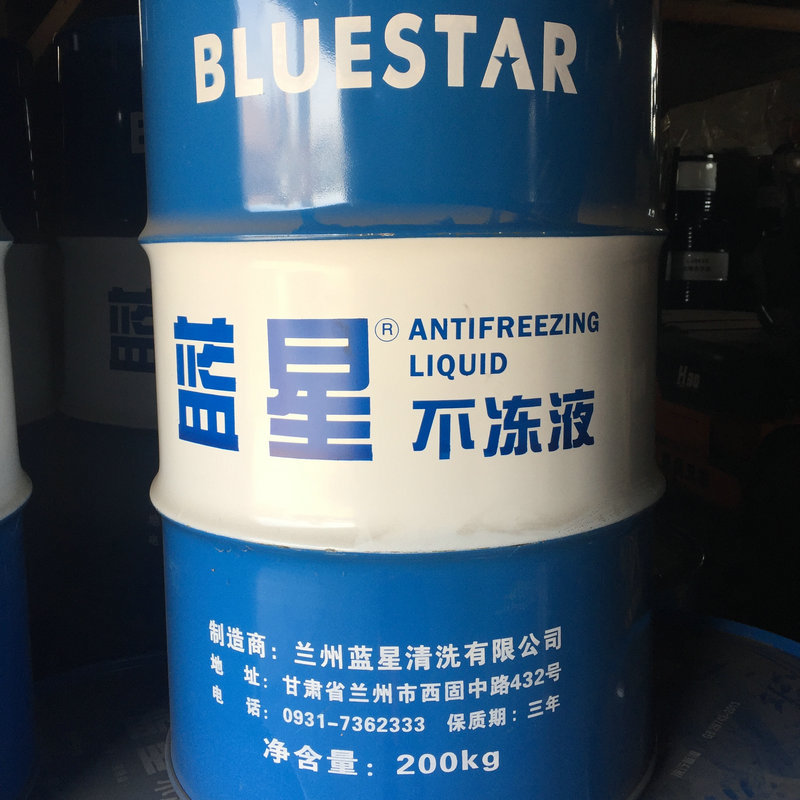 BLUESTAR
蓝星® ANTIFREEZING
LIQUID
不冻液
制造商：兰州蓝星清洗有限公司
地 址：甘肃省兰州市西固中路432号
电 话：0931-7362333 保质期：三年
净含量：200kg